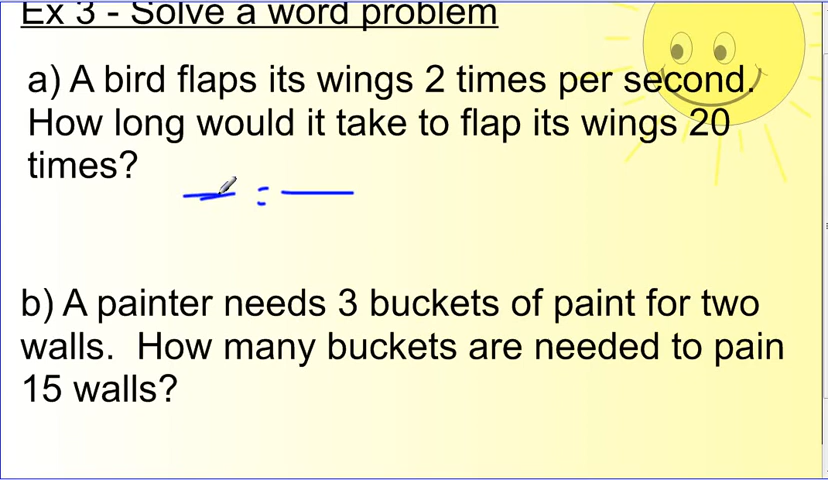 Ex 3 - Solve a word problem
a) A bird flaps its wings 2 times per second.
How long would it take to flap its wings 20
times?
=
b) A painter needs 3 buckets of paint for two
walls. How many buckets are needed to pain
15 walls?